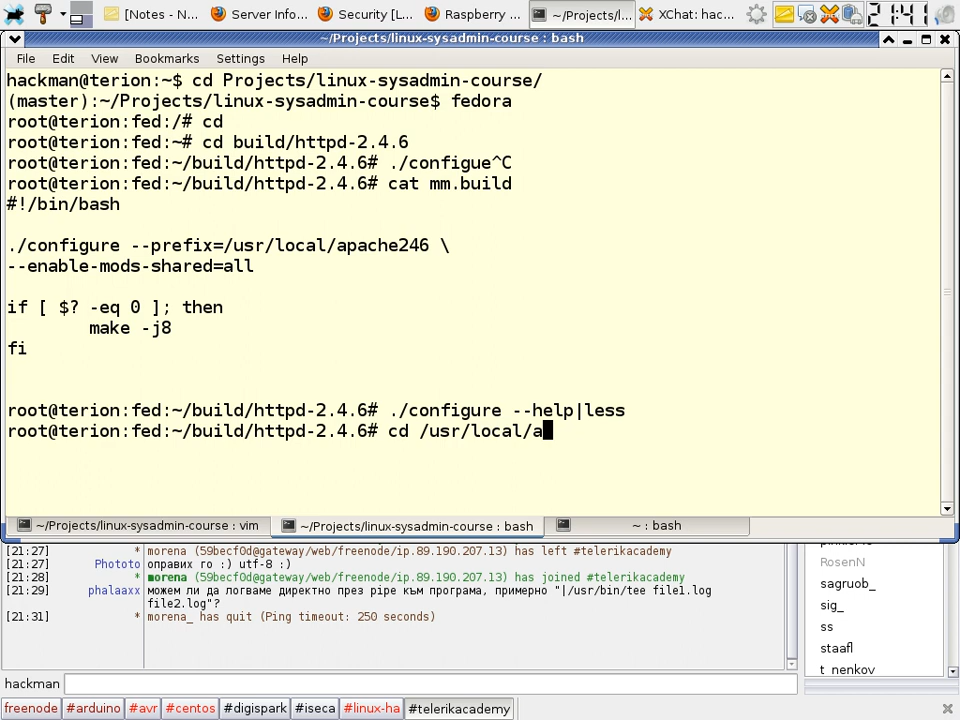 [Notes - N...
Server Info...
Security [L...
Raspberry ...
~/Projects/l...
XChat: hac...
21:41
~/Projects/linux-sysadmin-course : bash
File Edit View Bookmarks Settings Help
hackman@terion:~$ cd Projects/linux-sysadmin-course/
(master):~/Projects/linux-sysadmin-course$ fedora
root@terion:fed:/# cd
root@terion:fed:~# cd build/httpd-2.4.6
root@terion:fed:~/build/httpd-2.4.6# ./configue^C
root@terion:fed:~/build/httpd-2.4.6# cat mm.build
#!/bin/bash
./configure --prefix=/usr/local/apache246 \
--enable-mods-shared=all
if [ $? -eq 0 ]; then
make -j8
fi
root@terion:fed:~/build/httpd-2.4.6# ./configure --help|less
root@terion:fed:~/build/httpd-2.4.6# cd /usr/local/a
~/Projects/linux-sysadmin-course : vim
~/Projects/linux-sysadmin-course : bash
~ : bash
[21:27] * morena (59becf0d@gateway/web/freenode/ip.89.190.207.13) has left #telerikacademy
[21:27] Phototo оправих го :) utf-8 :)
[21:28] * morena (59becf0d@gateway/web/freenode/ip.89.190.207.13) has joined #telerikacademy
[21:29] phalaaxx можем ли да логваме директно през pipe към програма, примерно "|/usr/bin/tee file1.log
file2.log"?
[21:31] * morena_ has quit (Ping timeout: 250 seconds)
RosenN
sagruob_
sig_
ss
staafl
t_nenkov
hackman
freenode #arduino #avr #centos #digispark #iseca #linux-ha #telerikacademy